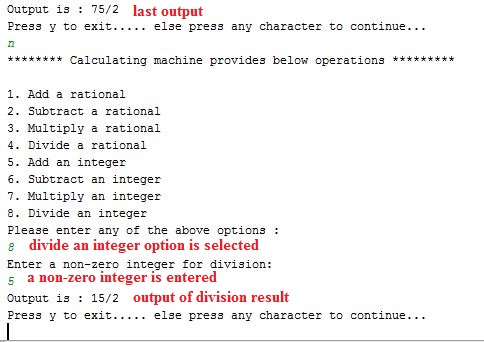 Output is : 75/2 last output
Press y to exit..... else press any character to continue...
n
******** Calculating machine provides below operations *********
1. Add a rational
2. Subtract a rational
3. Multiply a rational
4. Divide a rational
5. Add an integer
6. Subtract an integer
7. Multiply an integer
8. Divide an integer
Please enter any of the above options :
8 divide an integer option is selected
Enter a non-zero integer for division:
5 a non-zero integer is entered
Output is : 15/2 output of division result
Press y to exit..... else press any character to continue...